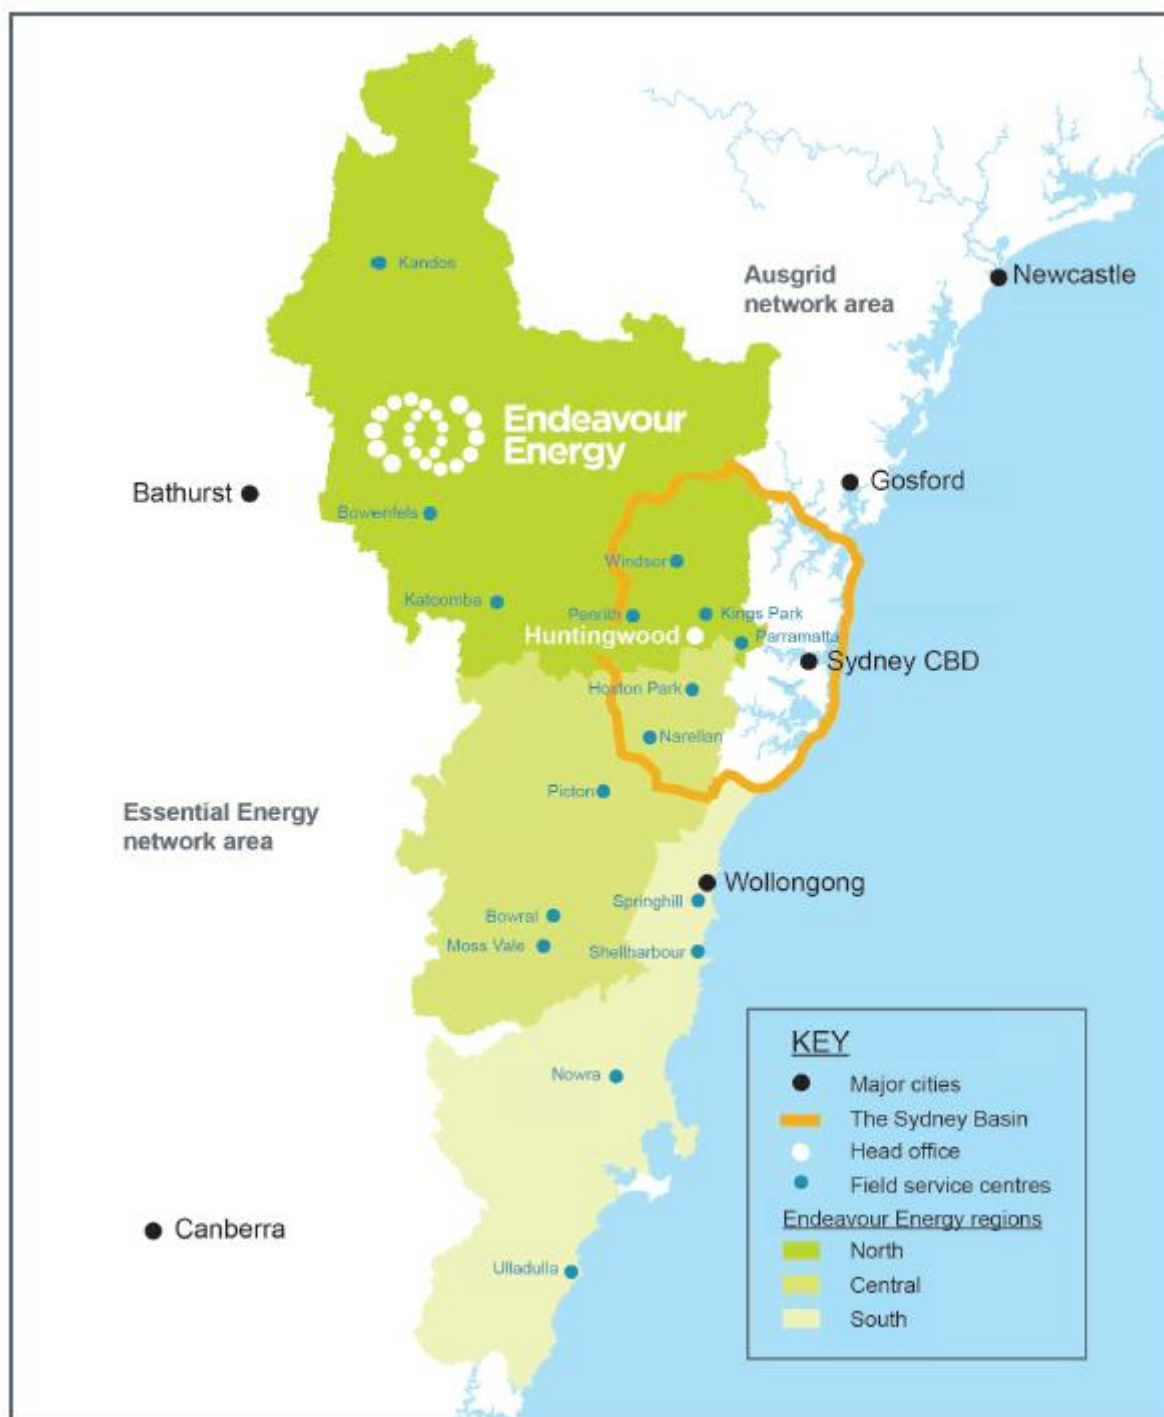 Kandos
Ausgrid
network area
Newcastle
Endeavour
Energy
Bathurst
Gosford
Bowenfels
Windsor
Katoomba
Penrith
Kings Park
Huntingwood
Parramatta
Sydney CBD
Hoxton Park
Narellan
Picton
Essential Energy
network area
Wollongong
Springhill
Bowral
Moss Vale
Shellharbour
Nowra
Canberra
Ulladulla
KEY
Major cities
The Sydney Basin
Head office
Field service centres
Endeavour Energy regions
North
Central
South